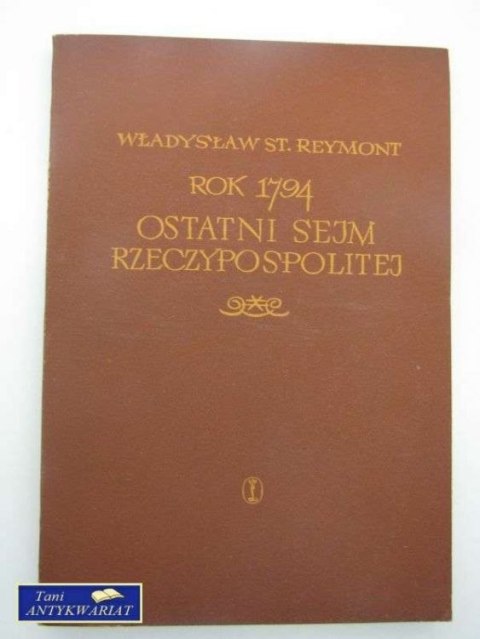 WŁADYSŁAW ST. REYMONT
ROK 1794
OSTATNI SEJM
RZECZYPOSPOLITEJ
Tani
ANTYKWARIAT